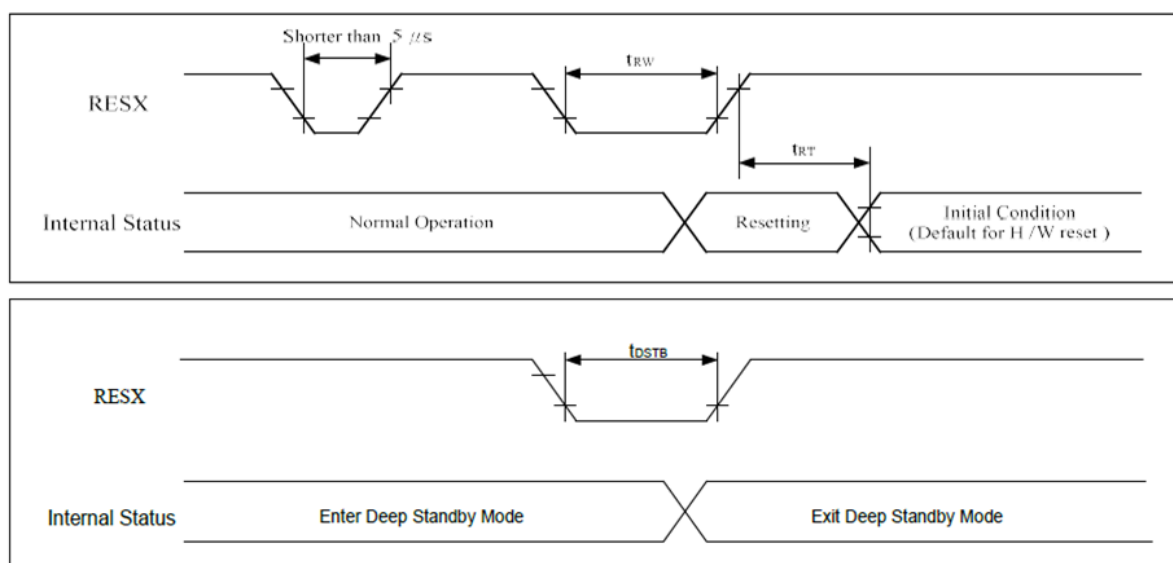 Shorter than 5 μs
tRW
RESX
tRT
Internal Status
Normal Operation
Resetting
Initial Condition
(Default for H /W reset )
tDSTB
RESX
Internal Status
Enter Deep Standby Mode
Exit Deep Standby Mode